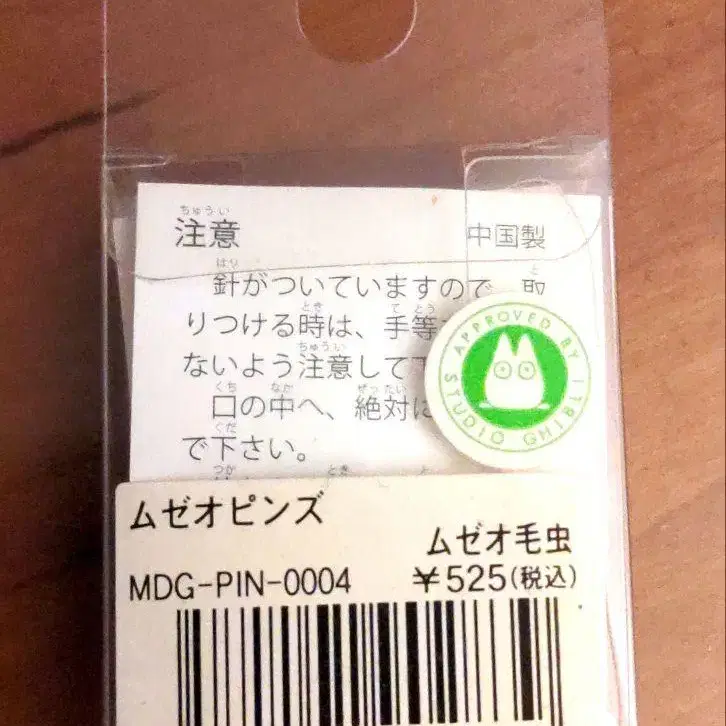 注意
中国製
針がついていますので、取
りつける時は、手等
ないよう注意して下
口の中へ、絶対に
で下さい。
APPROVED BY STUDIO GHIBLI
ムゼオピンズ
ムゼオ毛虫
MDG-PIN-0004 ¥525(税込)